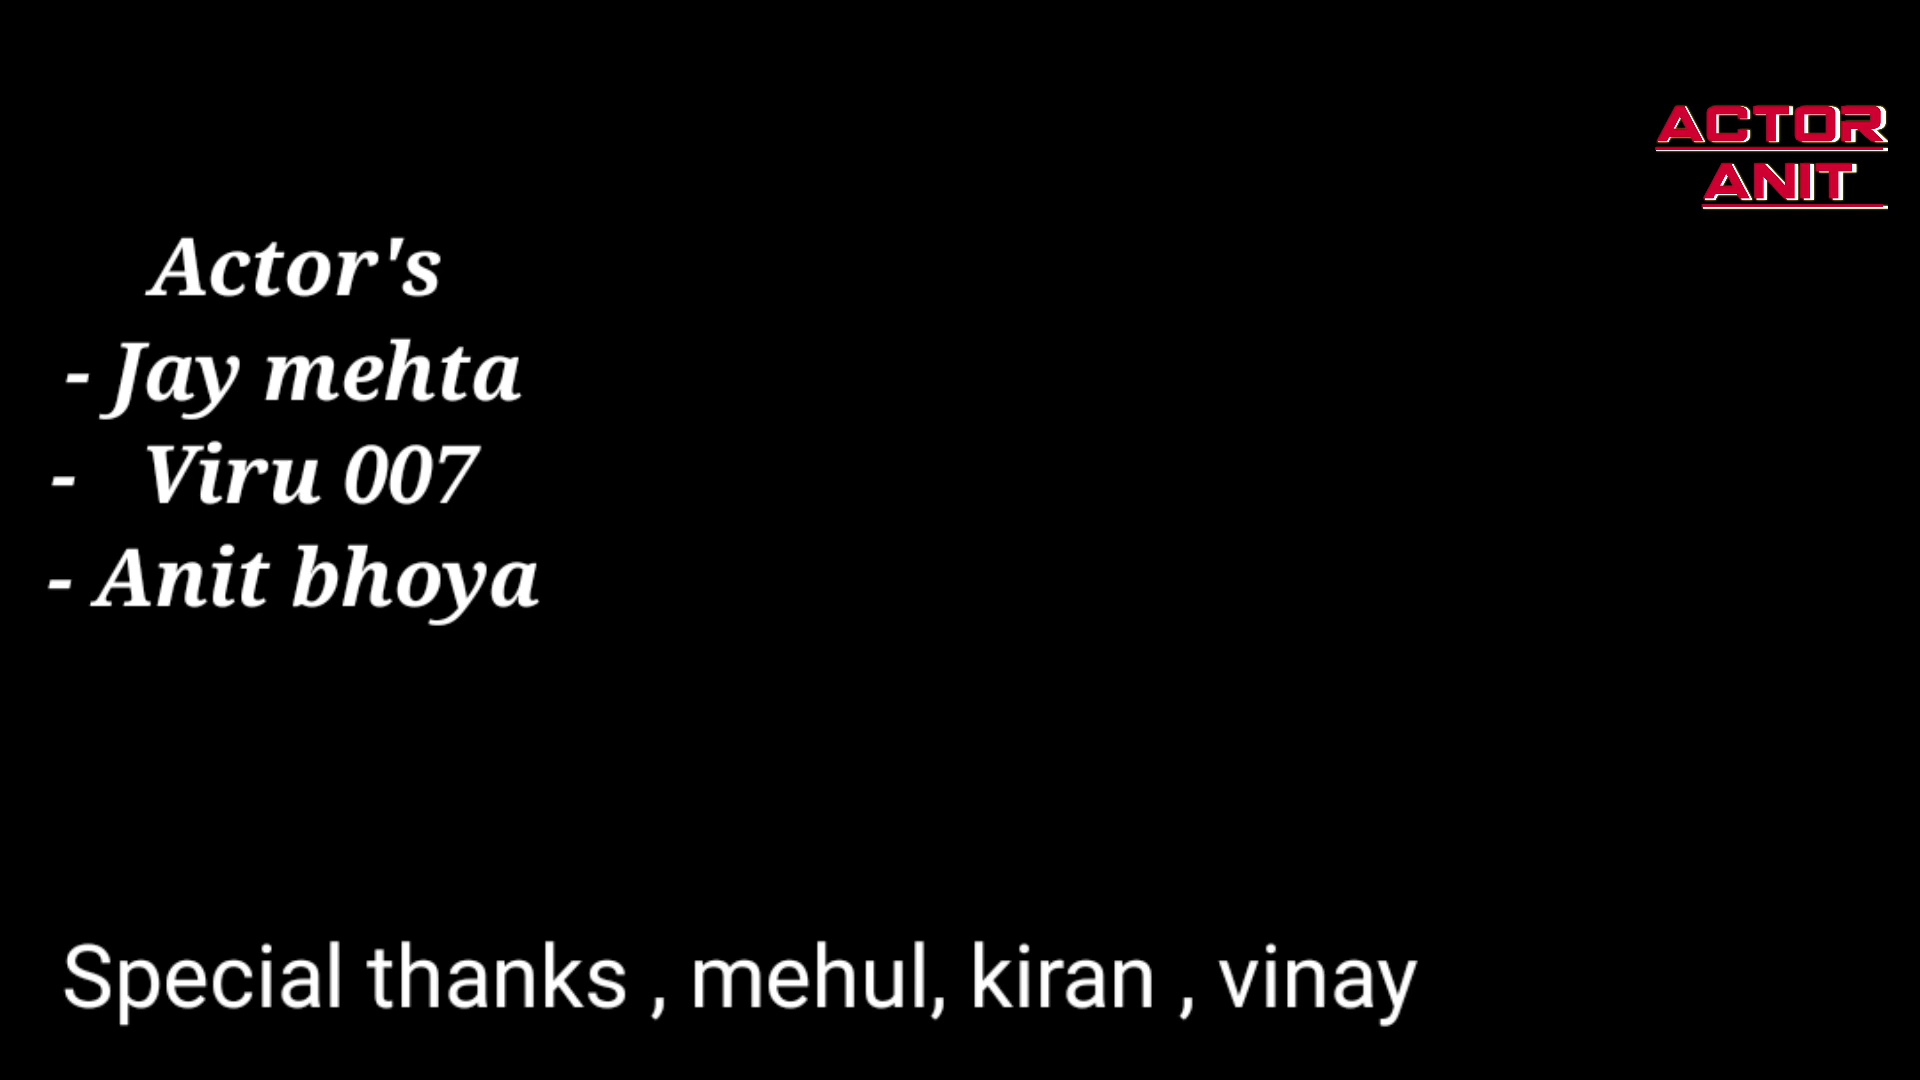 ACTOR
ANIT
Actor's
- Jay mehta
- Viru 007
- Anit bhoya
Special thanks , mehul, kiran , vinay